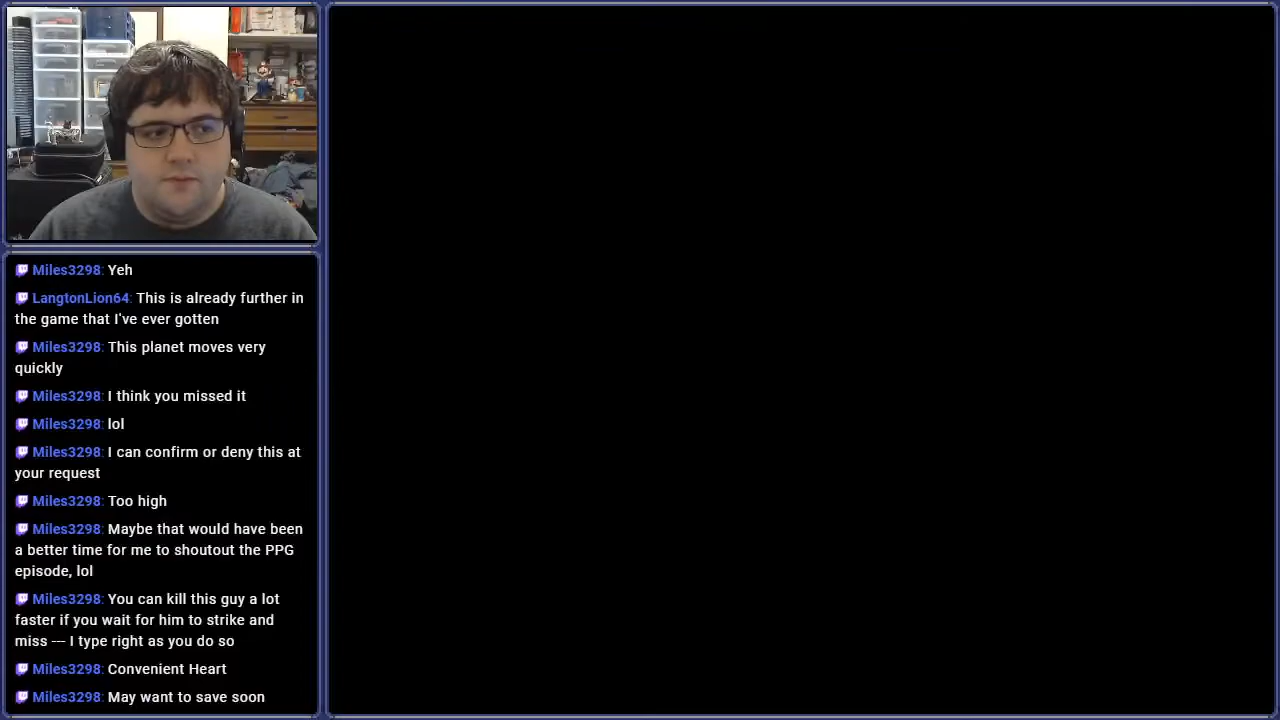 Miles3298: Yeh
LangtonLion64: This is already further in
the game that I've ever gotten
Miles3298: This planet moves very
quickly
Miles3298: I think you missed it
Miles3298: lol
Miles3298: I can confirm or deny this at
your request
Miles3298: Too high
Miles3298: Maybe that would have been
a better time for me to shoutout the PPG
episode, lol
Miles3298: You can kill this guy a lot
faster if you wait for him to strike and
miss --- I type right as you do so
Miles3298: Convenient Heart
Miles3298: May want to save soon